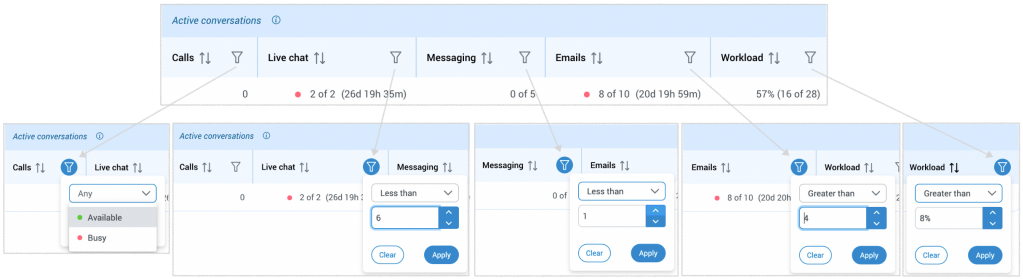 Active conversations
Calls Live chat Messaging Emails Workload
0 2 of 2 (26d 19h 35m) 0 of 5 8 of 10 (20d 19h 59m) 57% (16 of 28)
Active conversations
Calls Live chat
Any
Available
Busy
Active conversations
Calls Live chat Messaging
0 2 of 2 (26d 19h
Less than
6
Clear Apply
Messaging Emails
0 of
Less than
1
Clear Apply
Emails Workload
8 of 10 (20d 20h
Greater than
4
Clear Apply
Workload
Greater than
8%
Clear Apply